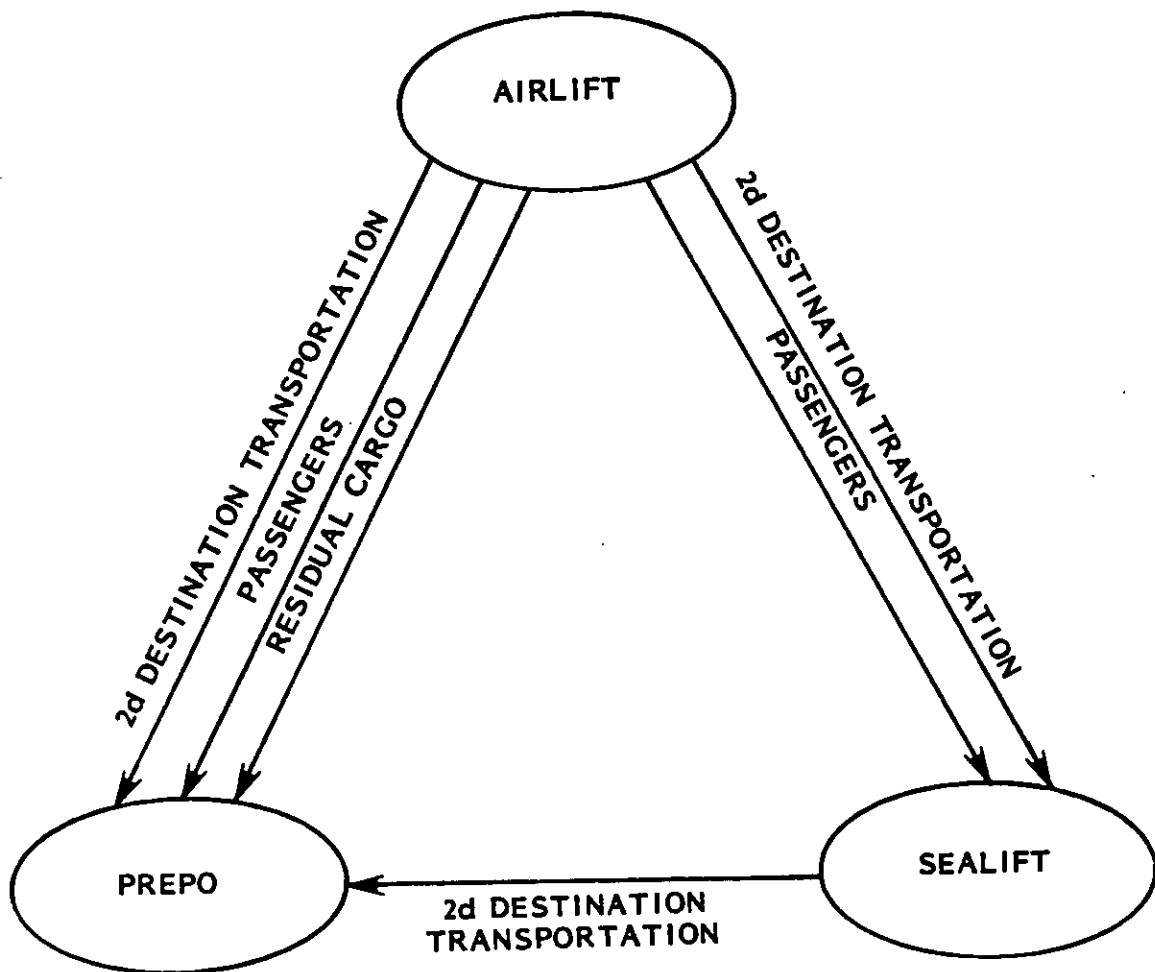 AIRLIFT
2d DESTINATION TRANSPORTATION
PASSENGERS
RESIDUAL CARGO
PASSENGERS
2d DESTINATION TRANSPORTATION
PREPO
SEALIFT
2d DESTINATION
TRANSPORTATION